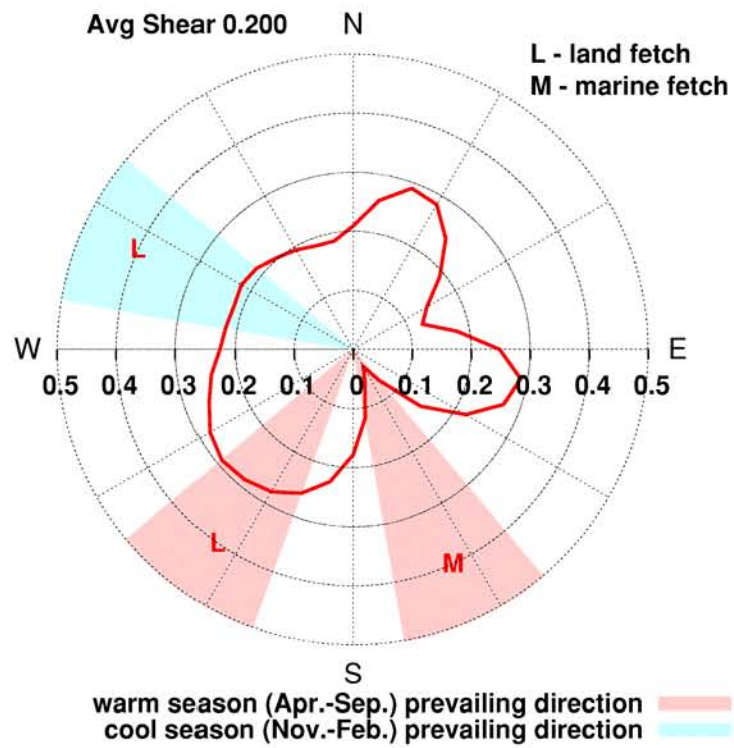 Avg Shear 0.200
N
L - land fetch
M - marine fetch
L
W
E
0.5 0.4 0.3 0.2 0.1 0 0.1 0.2 0.3 0.4 0.5
L
M
S
warm season (Apr.-Sep.) prevailing direction
cool season (Nov.-Feb.) prevailing direction